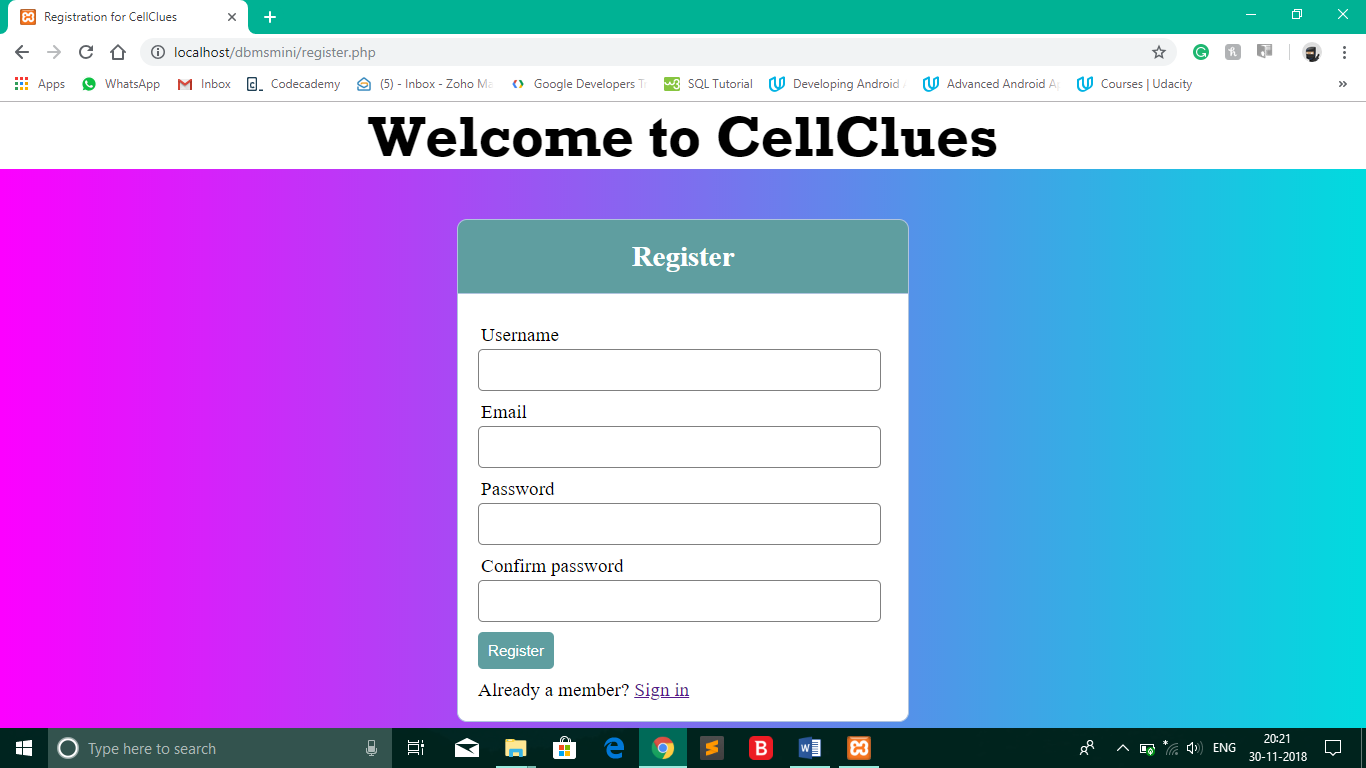 Registration for CellClues
localhost/dbmsmini/register.php
Apps WhatsApp Inbox Codecademy (5) - Inbox - Zoho Ma Google Developers T SQL Tutorial Developing Android A Advanced Android Ap Courses | Udacity »
Welcome to CellClues
Register
Username
Email
Password
Confirm password
Register
Already a member? Sign in
Type here to search
ENG
20:21
30-11-2018